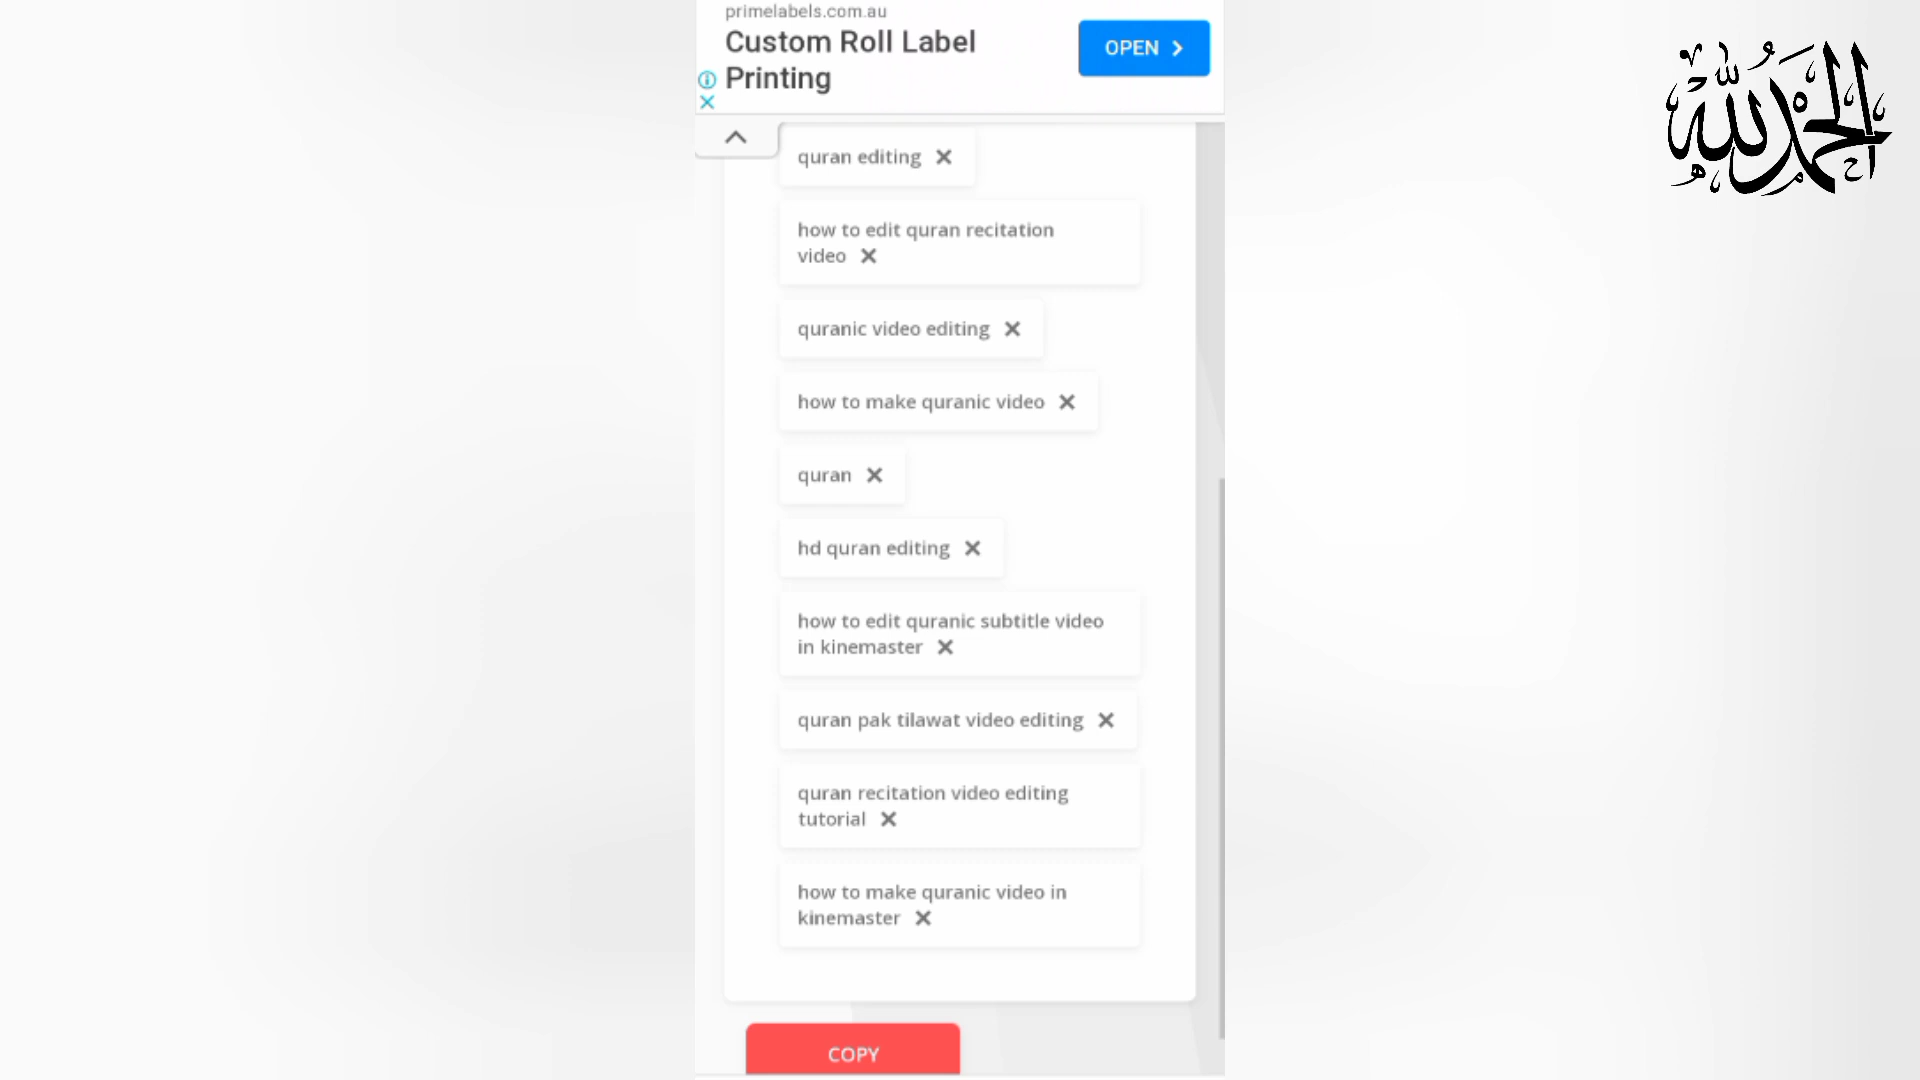 primelabels.com.au
Custom Roll Label
Printing
OPEN
الحمد لله
quran editing
how to edit quran recitation
video
quranic video editing
how to make quranic video
quran
hd quran editing
how to edit quranic subtitle video
in kinemaster
quran pak tilawat video editing
quran recitation video editing
tutorial
how to make quranic video in
kinemaster
COPY